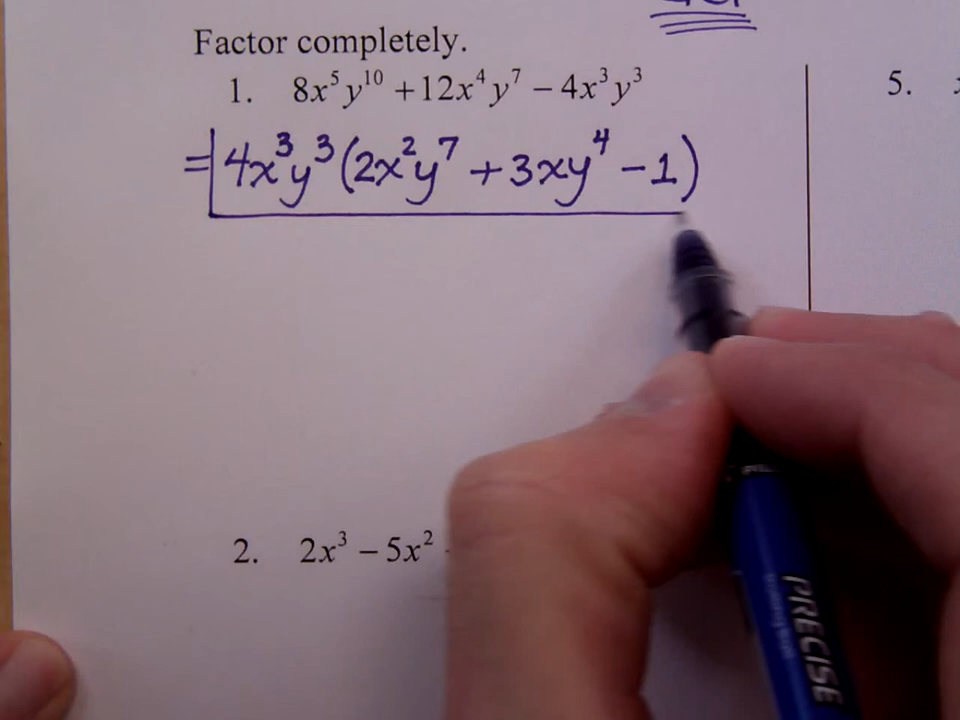 Factor completely.
1. 8x⁵y¹⁰ + 12x⁴y⁷ − 4x³y³
5.
= 4x³y³(2x²y⁷ + 3xy⁴ − 1)
2. 2x³ − 5x²
PRECISE